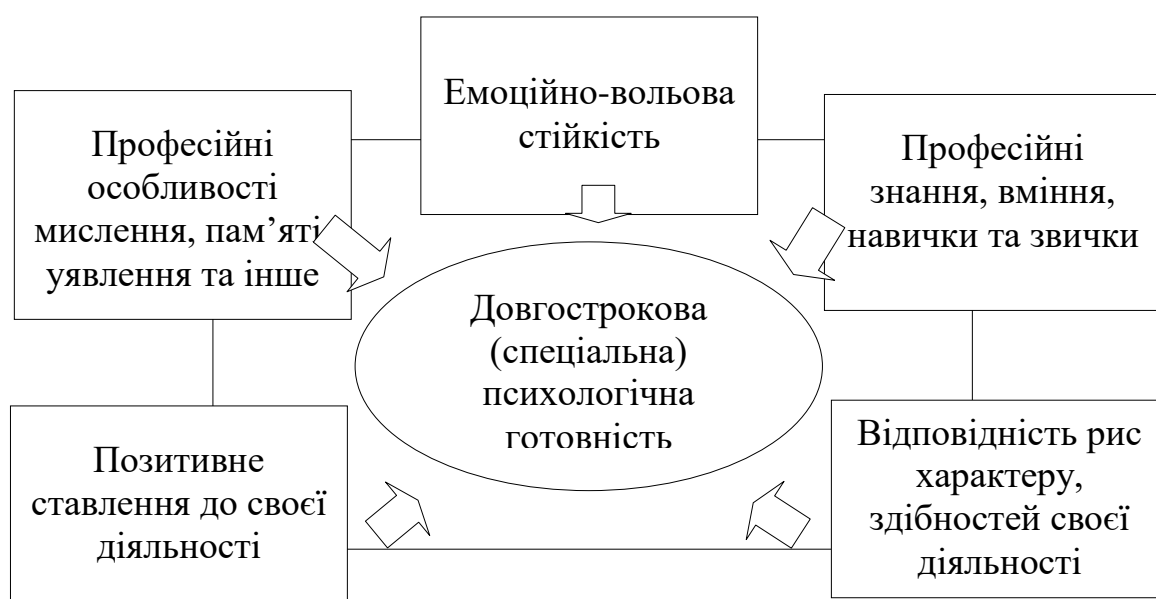 Емоційно-вольова
стійкість
Професійні
особливості
мислення, пам’яті
уявлення та інше
Професійні
знання, вміння,
навички та звички
Довгострокова
(спеціальна)
психологічна
готовність
Позитивне
ставлення до своєї
діяльності
Відповідність рис
характеру,
здібностей своєї
діяльності